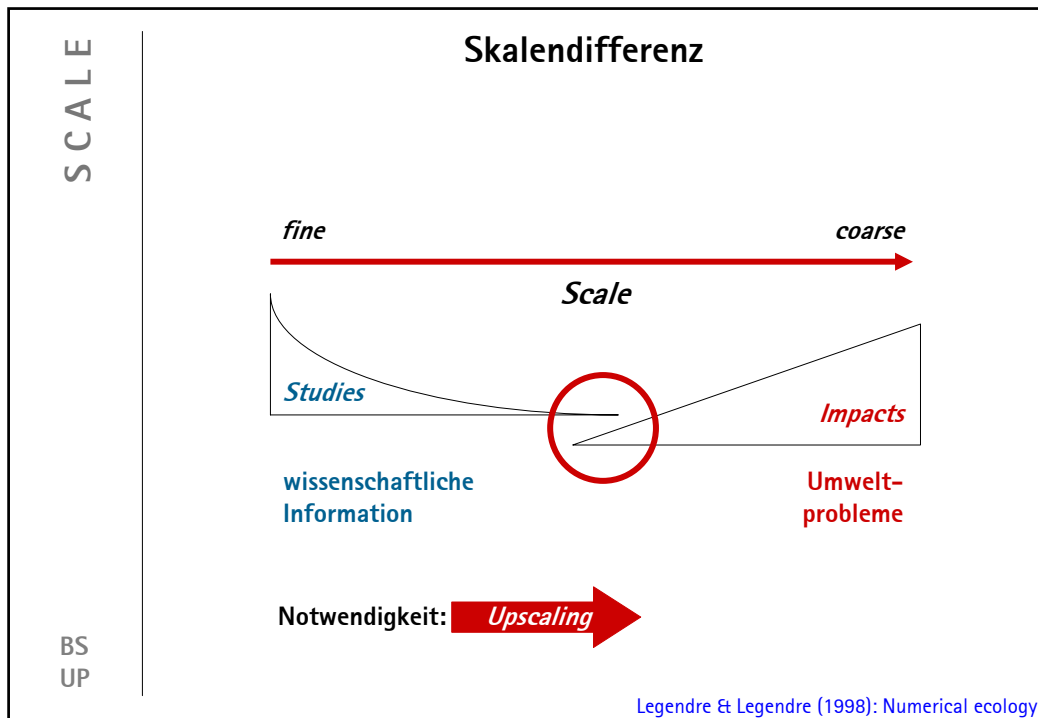 SCALE
Skalendifferenz
fine
coarse
Scale
Studies
Impacts
wissenschaftliche
Information
Umwelt-
probleme
Notwendigkeit:
Upscaling
BS
UP
Legendre & Legendre (1998): Numerical ecology